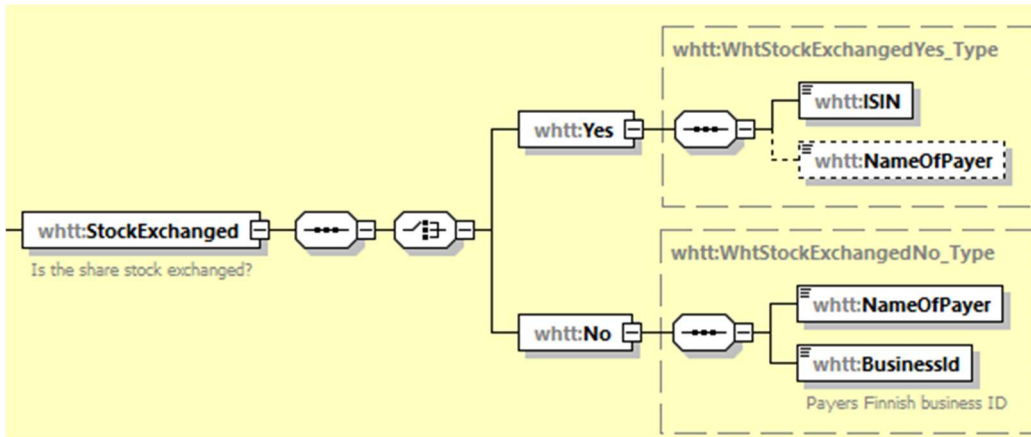 whtt:WhtStockExchangedYes_Type
whtt:ISIN
whtt:Yes
whtt:NameOfPayer
whtt:StockExchanged
Is the share stock exchanged?
whtt:WhtStockExchangedNo_Type
whtt:NameOfPayer
whtt:No
whtt:BusinessId
Payers Finnish business ID